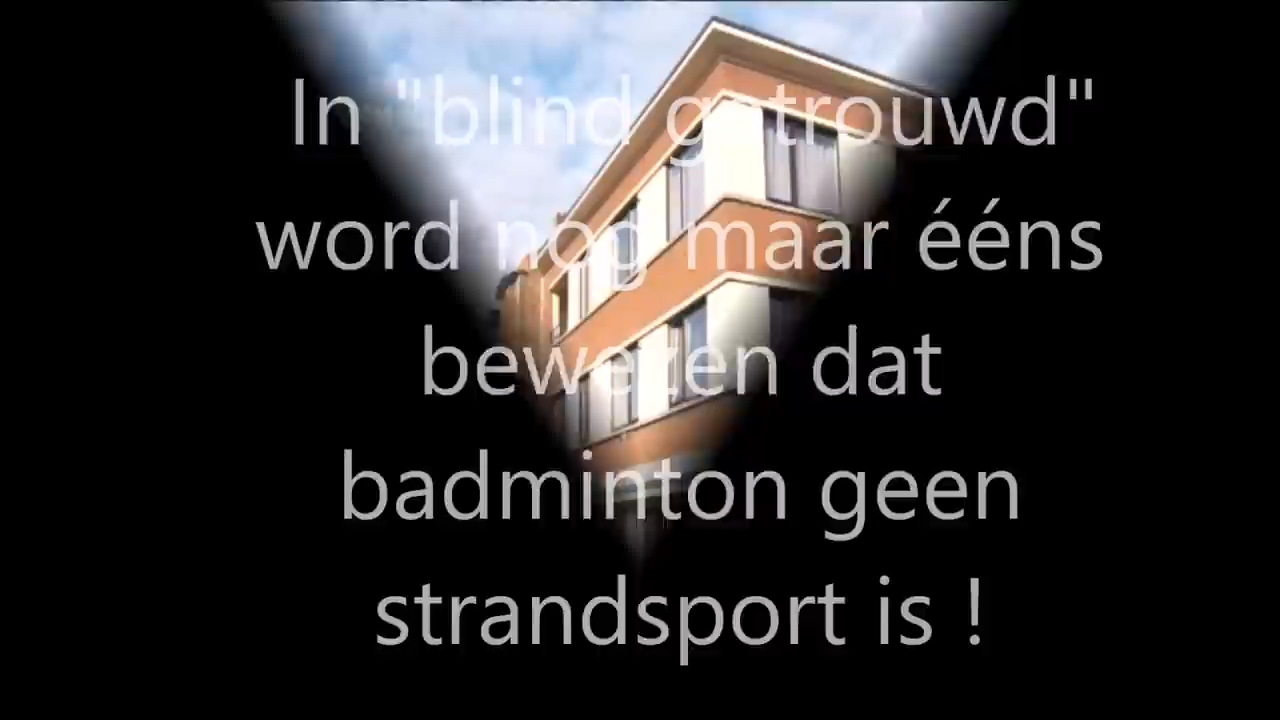 In "blind getrouwd"
word nog maar ééns
bewezen dat
badminton geen
strandsport is !